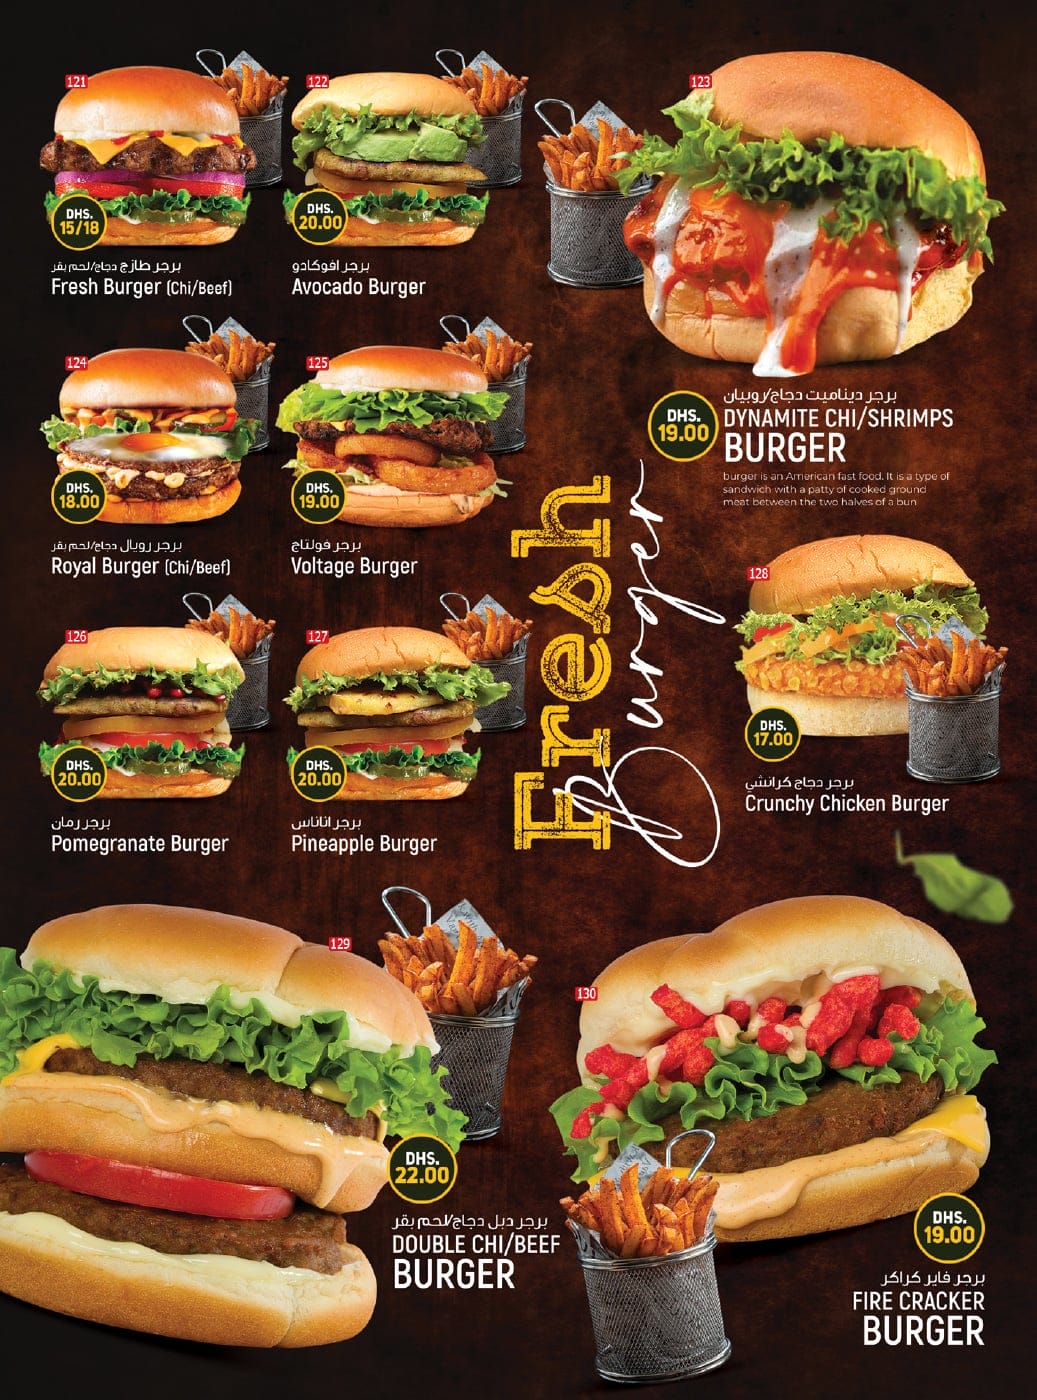 121
DHS.
15/18
برجر طازج دجاج/لحم بقر
Fresh Burger (Chi/Beef)
122
DHS.
20.00
برجر افوكادو
Avocado Burger
123
DHS.
19.00
برجر ديناميت دجاج/روبيان
DYNAMITE CHI/SHRIMPS
BURGER
burger is an American fast food. It is a type of
sandwich with a patty of cooked ground
meat between the two halves of a bun
124
DHS.
18.00
برجر رويال دجاج/لحم بقر
Royal Burger (Chi/Beef)
125
DHS.
19.00
برجر فولتاج
Voltage Burger
Fresh
Burger
126
DHS.
20.00
برجر رمان
Pomegranate Burger
127
DHS.
20.00
برجر اناناس
Pineapple Burger
128
DHS.
17.00
برجر دجاج كرانشي
Crunchy Chicken Burger
129
DHS.
22.00
برجر دبل دجاج/لحم بقر
DOUBLE CHI/BEEF
BURGER
130
DHS.
19.00
برجر فاير كراكر
FIRE CRACKER
BURGER